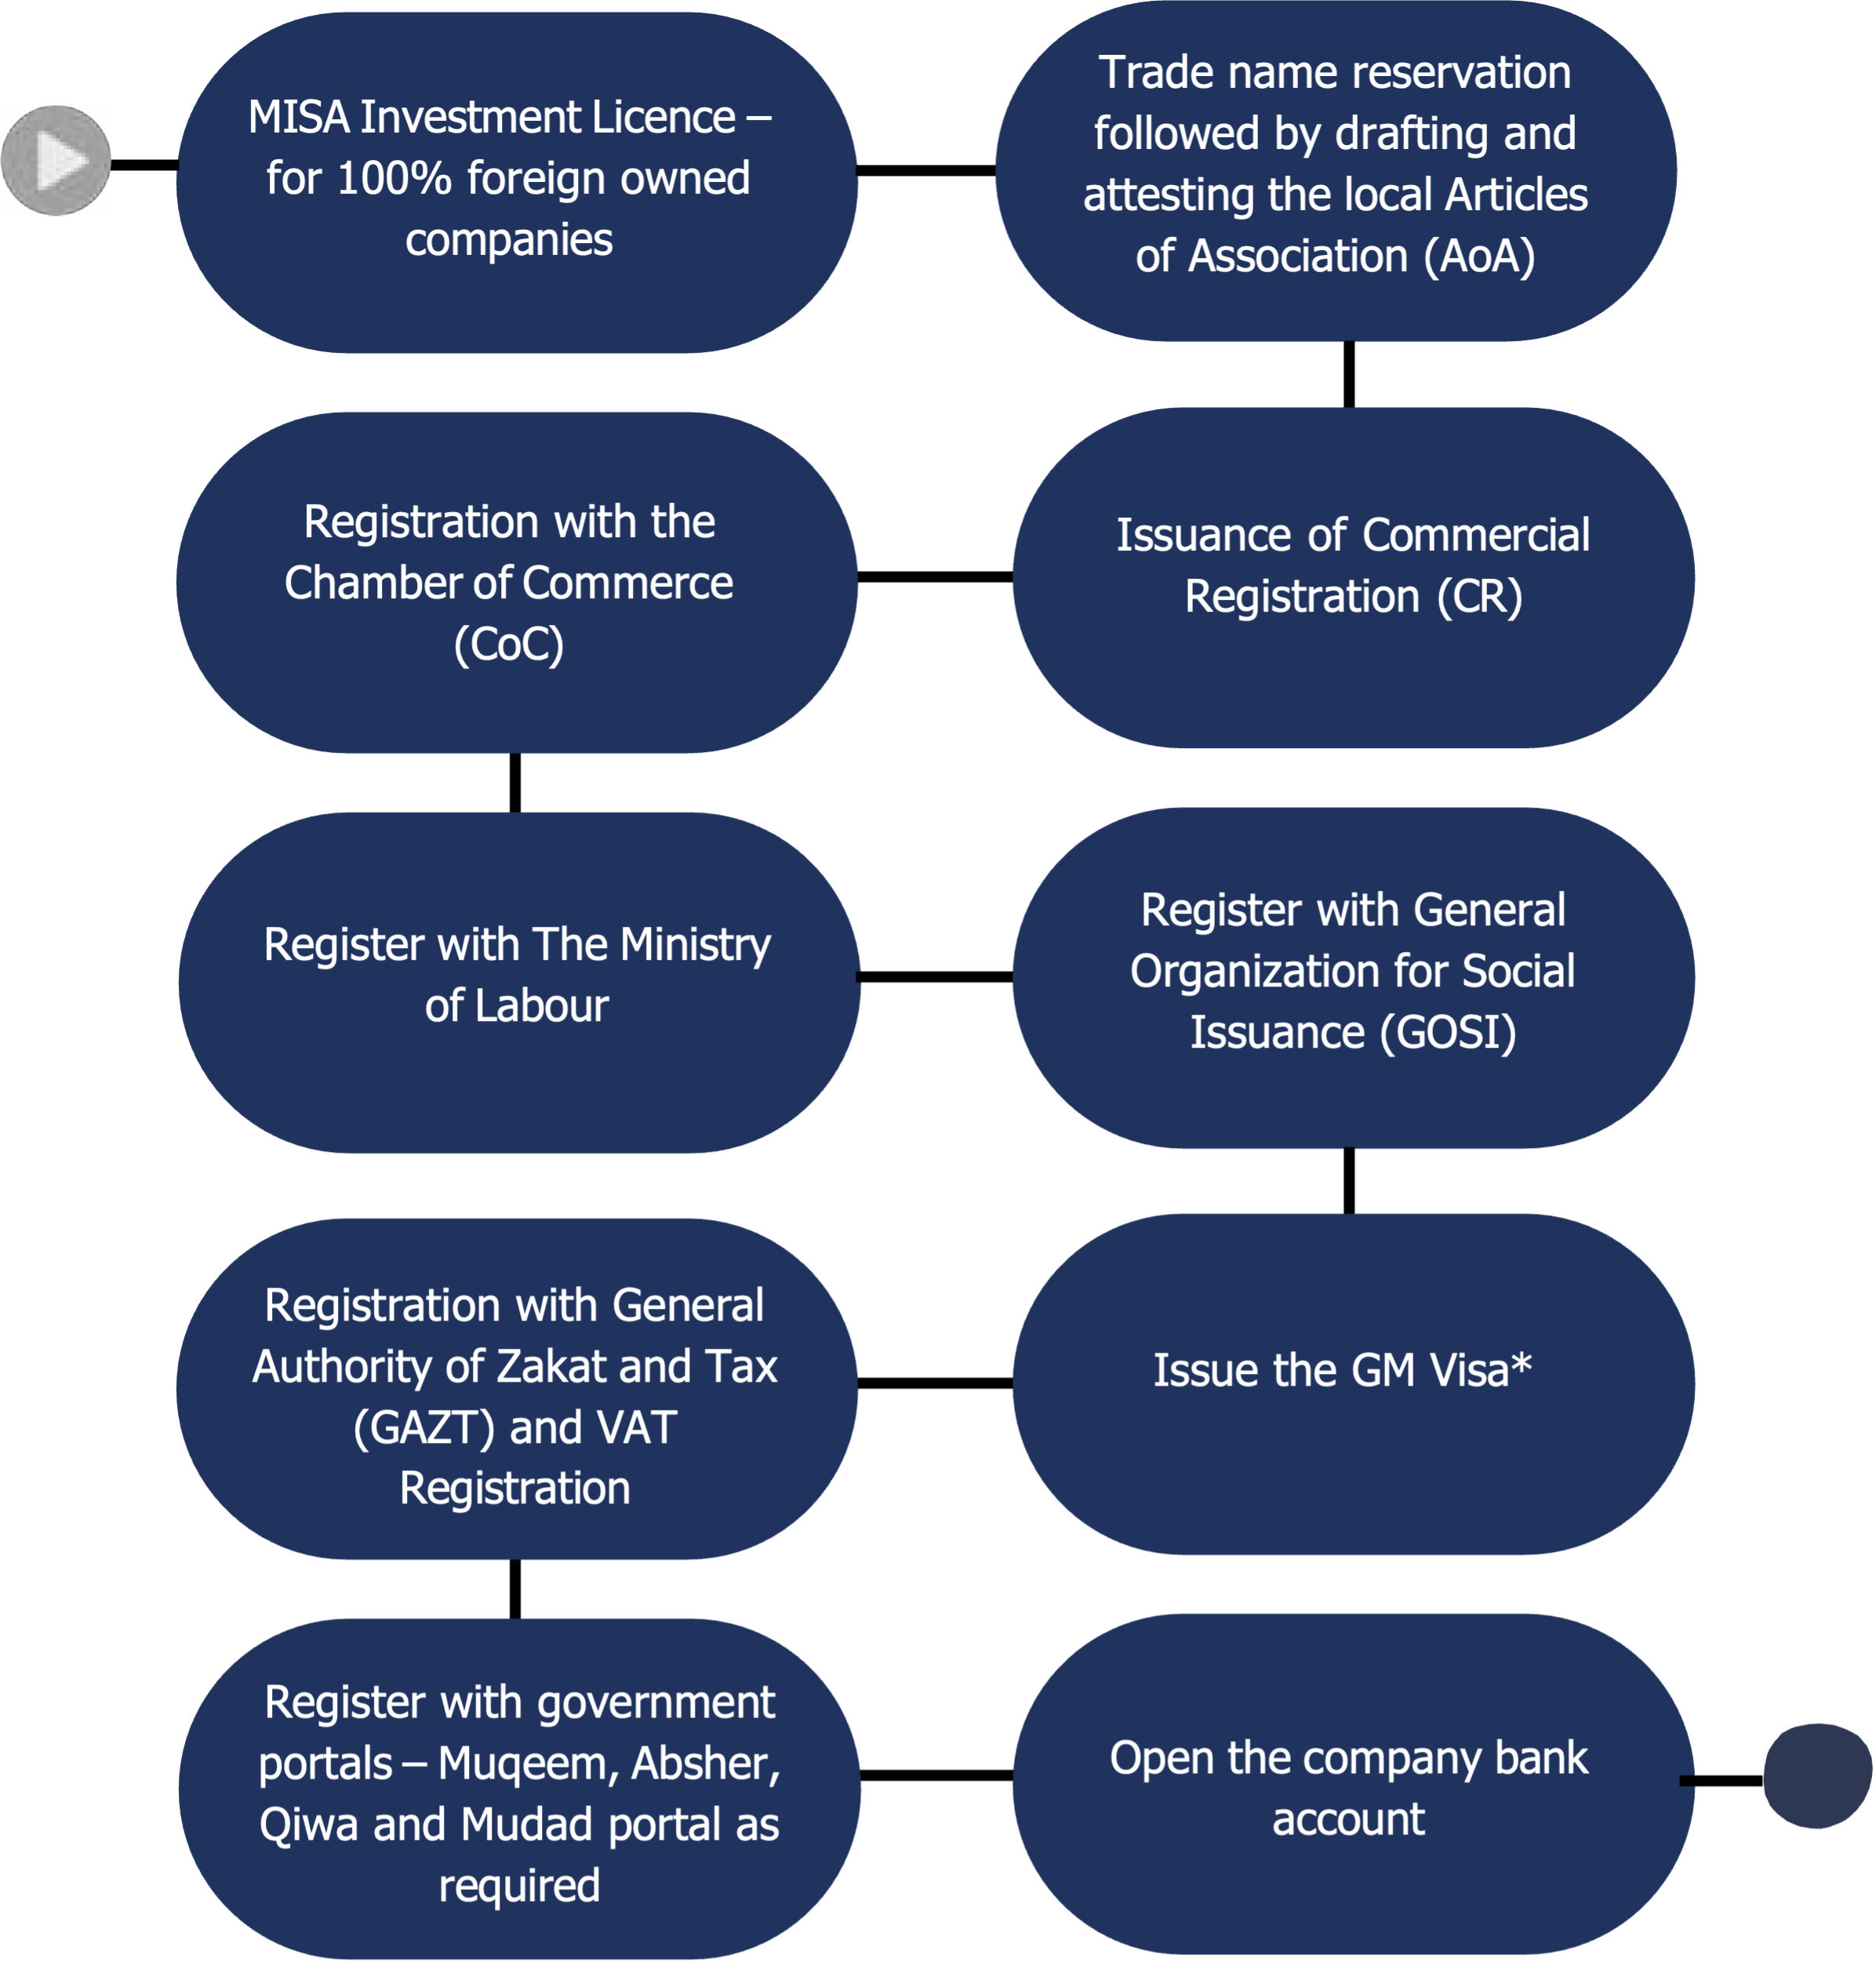 MISA Investment Licence –
for 100% foreign owned
companies
Trade name reservation
followed by drafting and
attesting the local Articles
of Association (AoA)
Issuance of Commercial
Registration (CR)
Registration with the
Chamber of Commerce
(CoC)
Register with The Ministry
of Labour
Register with General
Organization for Social
Issuance (GOSI)
Issue the GM Visa*
Registration with General
Authority of Zakat and Tax
(GAZT) and VAT
Registration
Register with government
portals – Muqeem, Absher,
Qiwa and Mudad portal as
required
Open the company bank
account